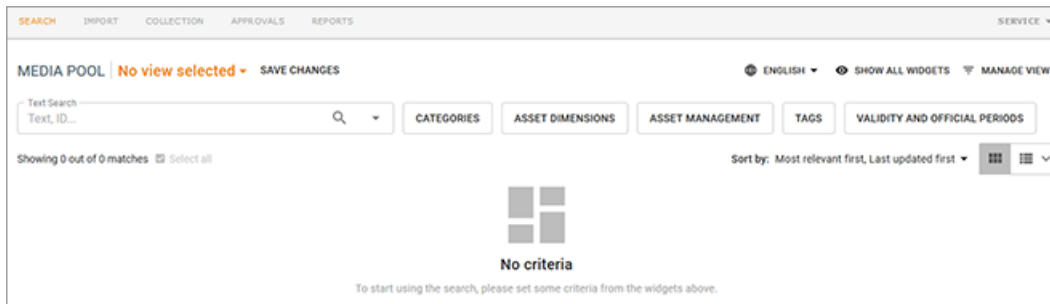 SEARCH IMPORT COLLECTION APPROVALS REPORTS SERVICE
MEDIA POOL No view selected SAVE CHANGES ENGLISH SHOW ALL WIDGETS MANAGE VIEW
Text Search
Text, ID... CATEGORIES ASSET DIMENSIONS ASSET MANAGEMENT TAGS VALIDITY AND OFFICIAL PERIODS
Showing 0 out of 0 matches Select all Sort by: Most relevant first, Last updated first
No criteria
To start using the search, please set some criteria from the widgets above.